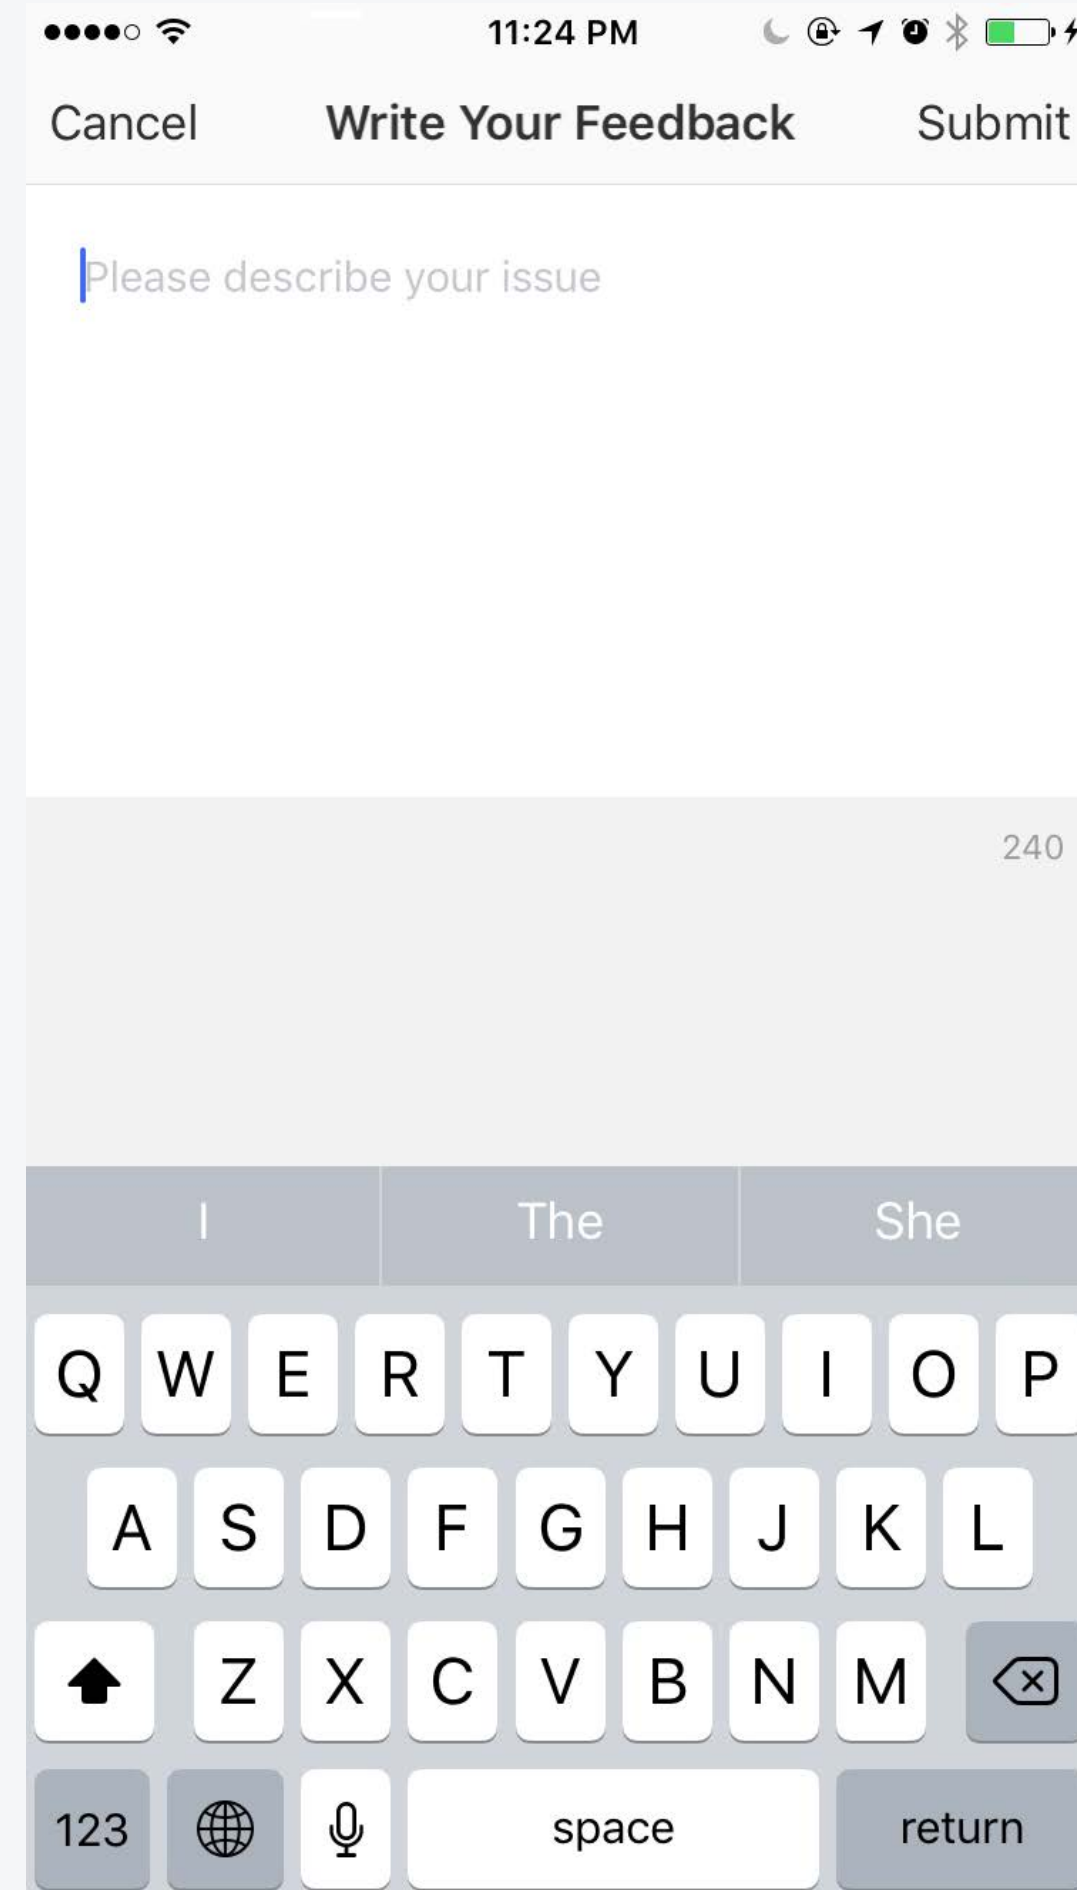 11:24 PM
Cancel Write Your Feedback Submit
Please describe your issue
240
I The She
Q W E R T Y U I O P
A S D F G H J K L
Z X C V B N M
123 space return